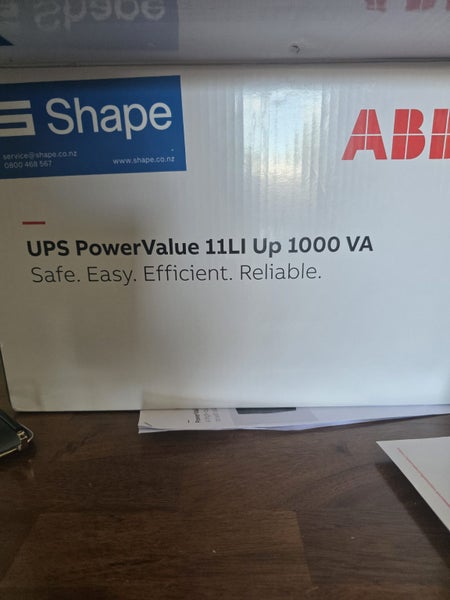 Shape
service@shape.co.nz
0800 468 567
www.shape.co.nz
ABB
UPS PowerValue 11LI Up 1000 VA
Safe. Easy. Efficient. Reliable.